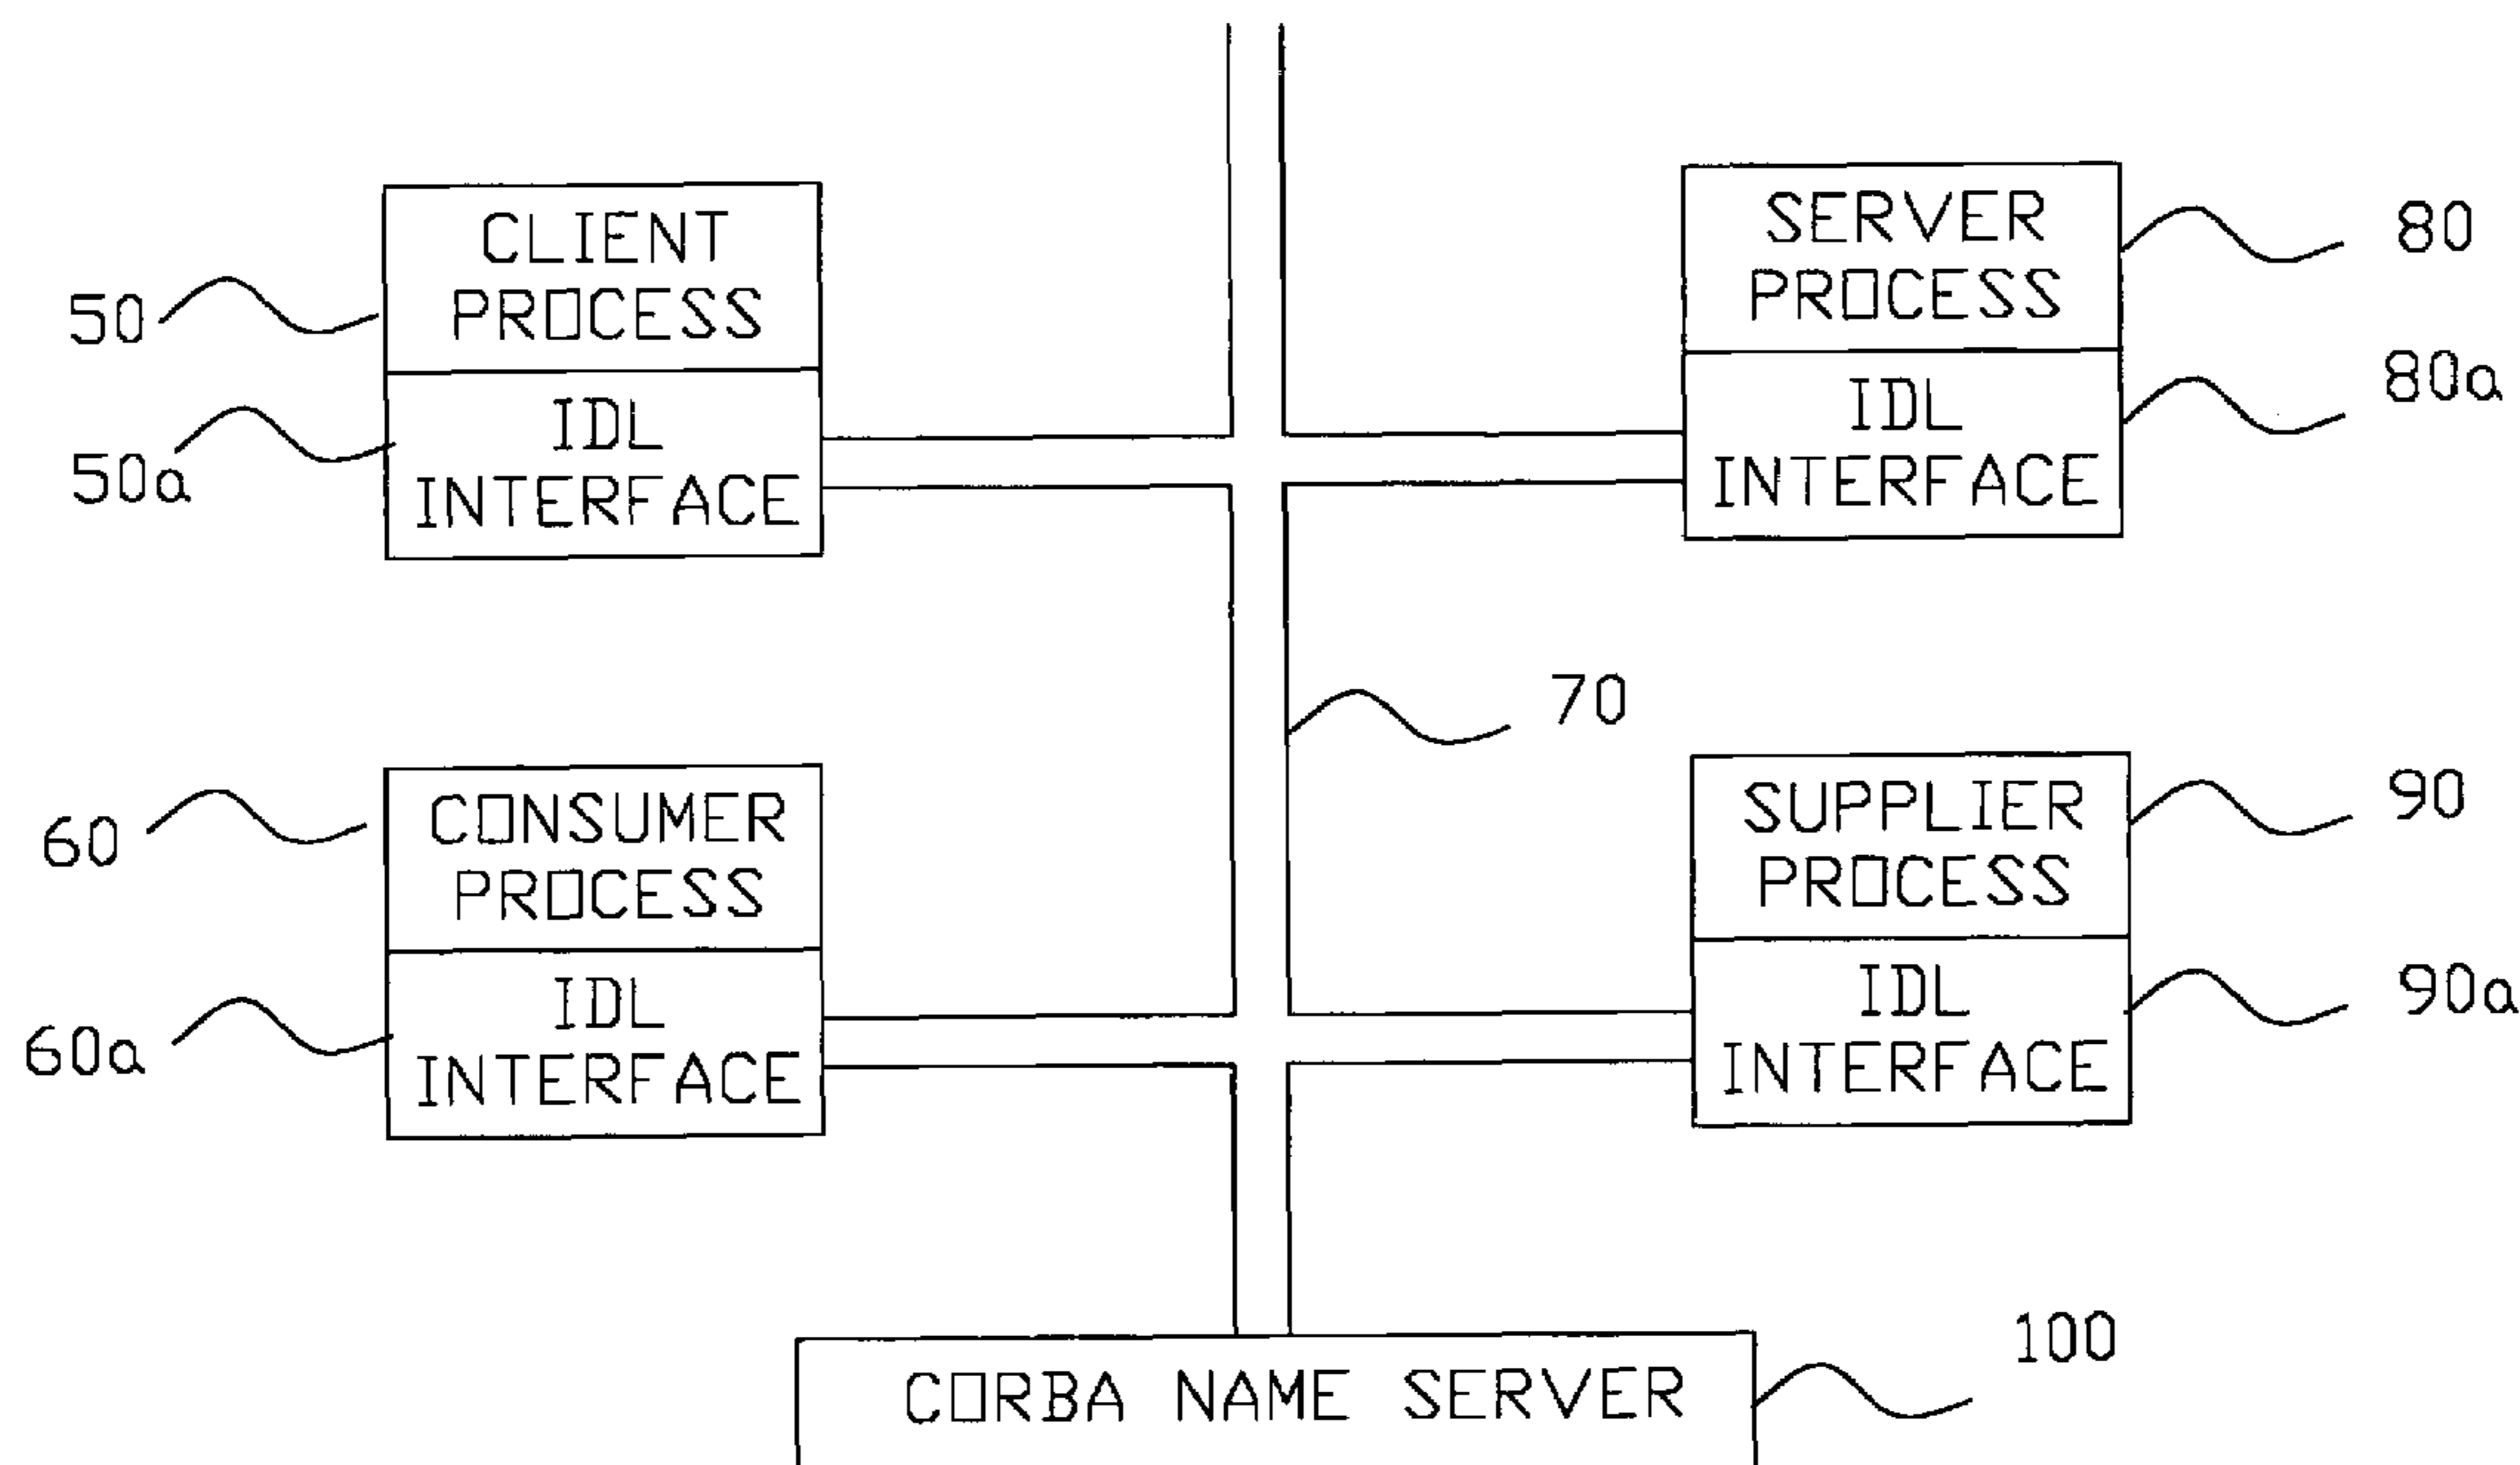 CLIENT
PROCESS
50
IDL
INTERFACE
50a
SERVER
PROCESS
80
IDL
INTERFACE
80a
70
CONSUMER
PROCESS
60
IDL
INTERFACE
60a
SUPPLIER
PROCESS
90
IDL
INTERFACE
90a
CORBA NAME SERVER
100